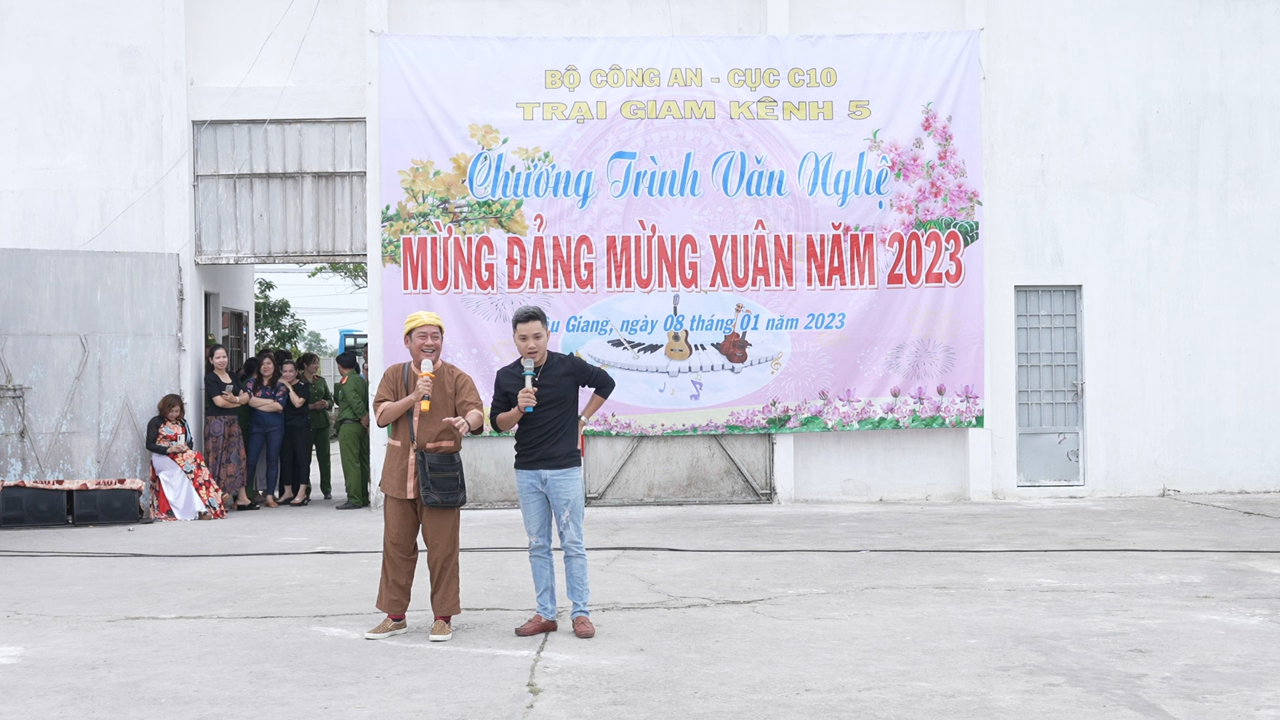 BỘ CÔNG AN - CỤC C10
TRẠI GIAM KÊNH 5
Chương Trình Văn Nghệ
MỪNG ĐẢNG MỪNG XUÂN NĂM 2023
Giang, ngày 08 tháng 01 năm 2023